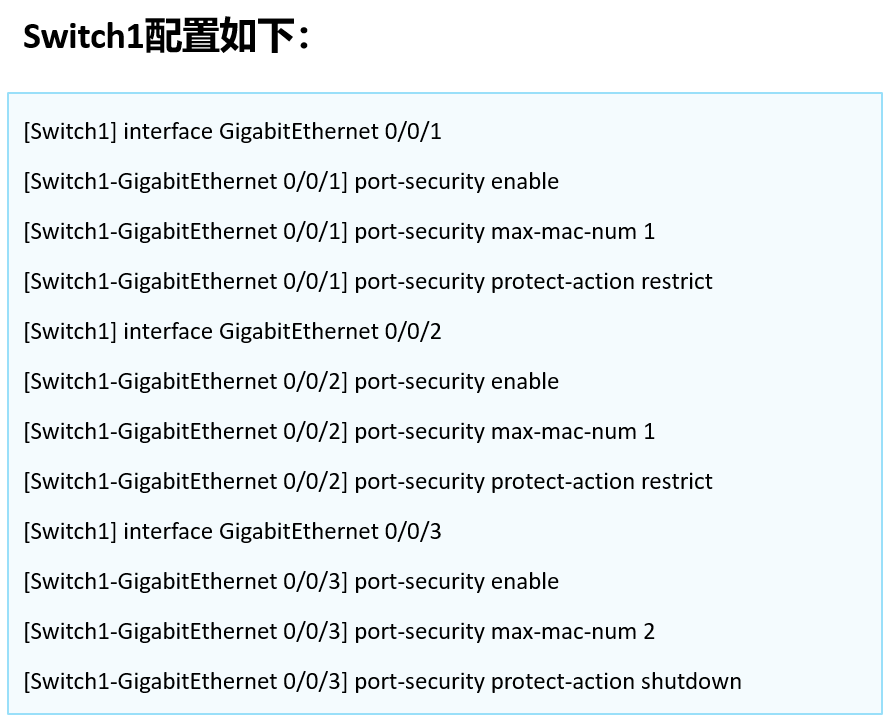 Switch1配置如下：
[Switch1] interface GigabitEthernet 0/0/1
[Switch1-GigabitEthernet 0/0/1] port-security enable
[Switch1-GigabitEthernet 0/0/1] port-security max-mac-num 1
[Switch1-GigabitEthernet 0/0/1] port-security protect-action restrict
[Switch1] interface GigabitEthernet 0/0/2
[Switch1-GigabitEthernet 0/0/2] port-security enable
[Switch1-GigabitEthernet 0/0/2] port-security max-mac-num 1
[Switch1-GigabitEthernet 0/0/2] port-security protect-action restrict
[Switch1] interface GigabitEthernet 0/0/3
[Switch1-GigabitEthernet 0/0/3] port-security enable
[Switch1-GigabitEthernet 0/0/3] port-security max-mac-num 2
[Switch1-GigabitEthernet 0/0/3] port-security protect-action shutdown